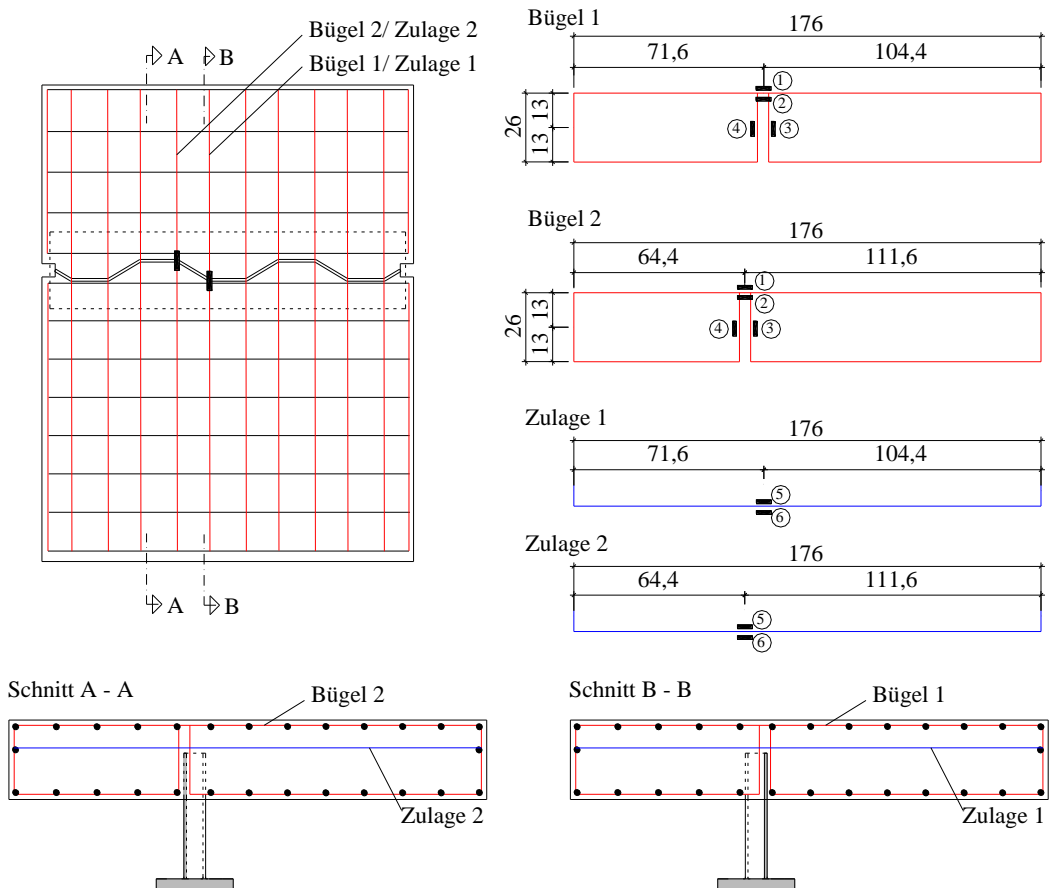 Bügel 2/ Zulage 2
Bügel 1/ Zulage 1
A
B
A
B
Bügel 1
176
71,6
104,4
26
13
13
1
2
4
3
Bügel 2
176
64,4
111,6
26
13
13
1
2
4
3
Zulage 1
176
71,6
104,4
5
6
Zulage 2
176
64,4
111,6
5
6
Schnitt A - A
Bügel 2
Zulage 2
Schnitt B - B
Bügel 1
Zulage 1